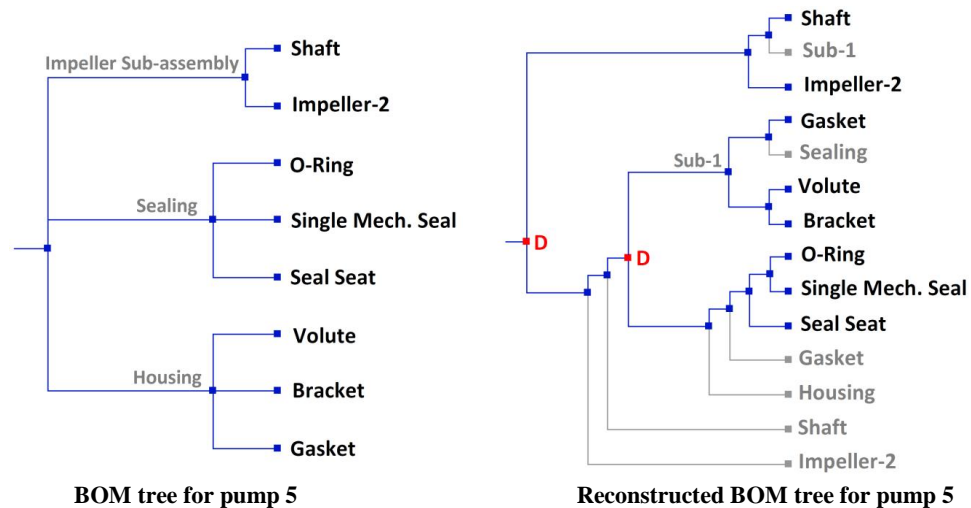 Shaft
Impeller Sub-assembly
Impeller-2
O-Ring
Sealing
Single Mech. Seal
Seal Seat
Volute
Housing
Bracket
Gasket
BOM tree for pump 5
Shaft
Sub-1
Impeller-2
Gasket
Sub-1
Sealing
Volute
Bracket
D
D
O-Ring
Single Mech. Seal
Seal Seat
Gasket
Housing
Shaft
Impeller-2
Reconstructed BOM tree for pump 5